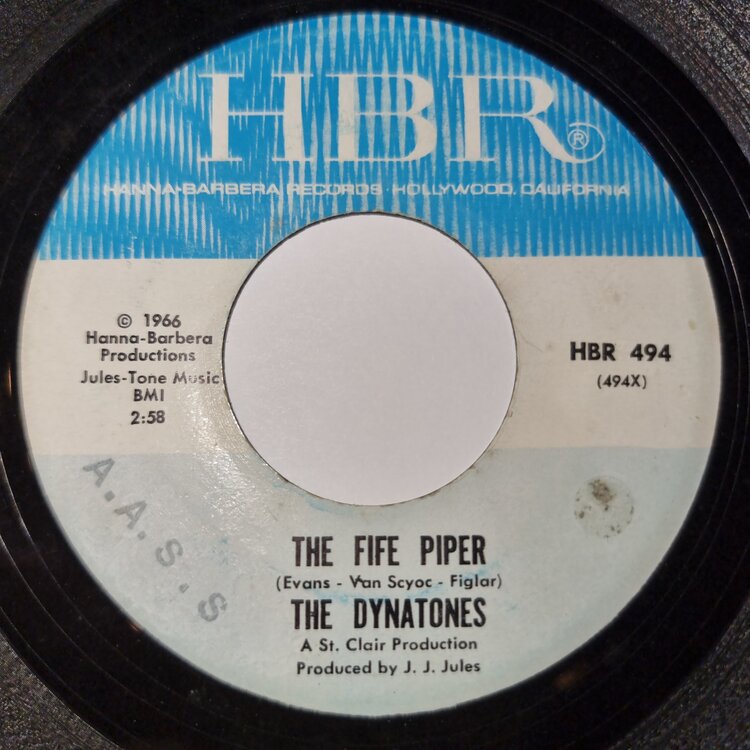 HBR®
HANNA-BARBERA RECORDS · HOLLYWOOD, CALIFORNIA
© 1966
Hanna-Barbera
Productions
Jules-Tone Music
BMI
2:58
HBR 494
(494X)
A.A.S.S
THE FIFE PIPER
(Evans - Van Scyoc - Figlar)
THE DYNATONES
A St. Clair Production
Produced by J. J. Jules